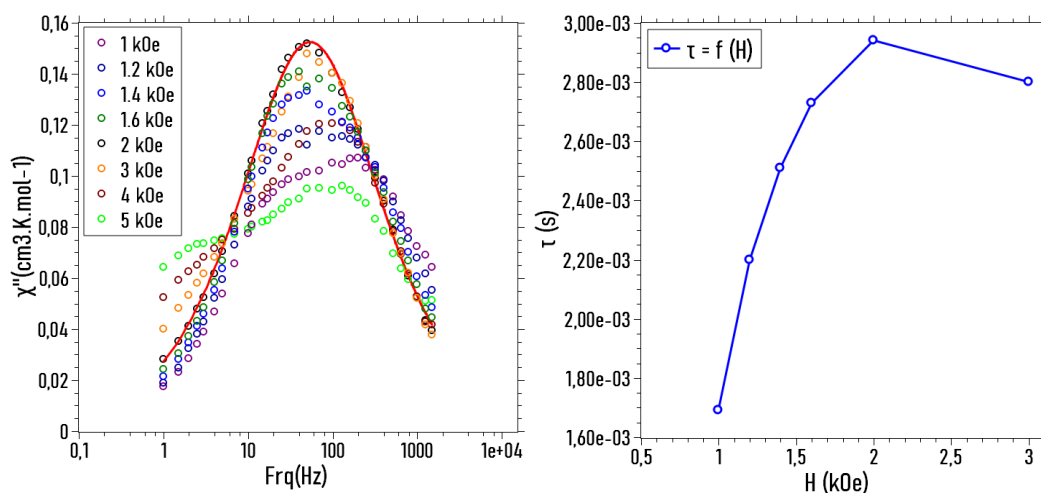 0,16
0,14
0,12
0,1
0,08
0,06
0,04
0,02
0
χ"(cm3.K.mol-1)
1 kOe
1.2 kOe
1.4 kOe
1.6 kOe
2 kOe
3 kOe
4 kOe
5 kOe
0,1 1 10 100 1000 1e+04
Frq(Hz)
3,00e-03
2,80e-03
2,60e-03
2,40e-03
2,20e-03
2,00e-03
1,80e-03
1,60e-03
τ (s)
τ = f (H)
0,5 1 1,5 2 2,5 3
H (kOe)